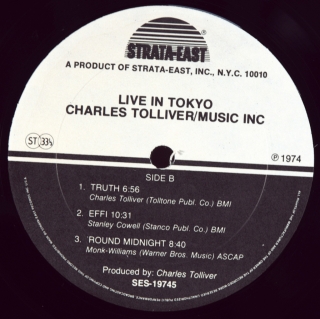 STRATA-EAST
A PRODUCT OF STRATA-EAST, INC., N.Y.C. 10010
LIVE IN TOKYO
CHARLES TOLLIVER/MUSIC INC
ST 33⅓
℗ 1974
SIDE B
1. TRUTH 6:56
Charles Tolliver (Tolltone Publ. Co.) BMI
2. EFFI 10:31
Stanley Cowell (Stanco Publ. Co.) BMI
3. 'ROUND MIDNIGHT 8:40
Monk-Williams (Warner Bros. Music) ASCAP
Produced by: Charles Tolliver
SES-19745